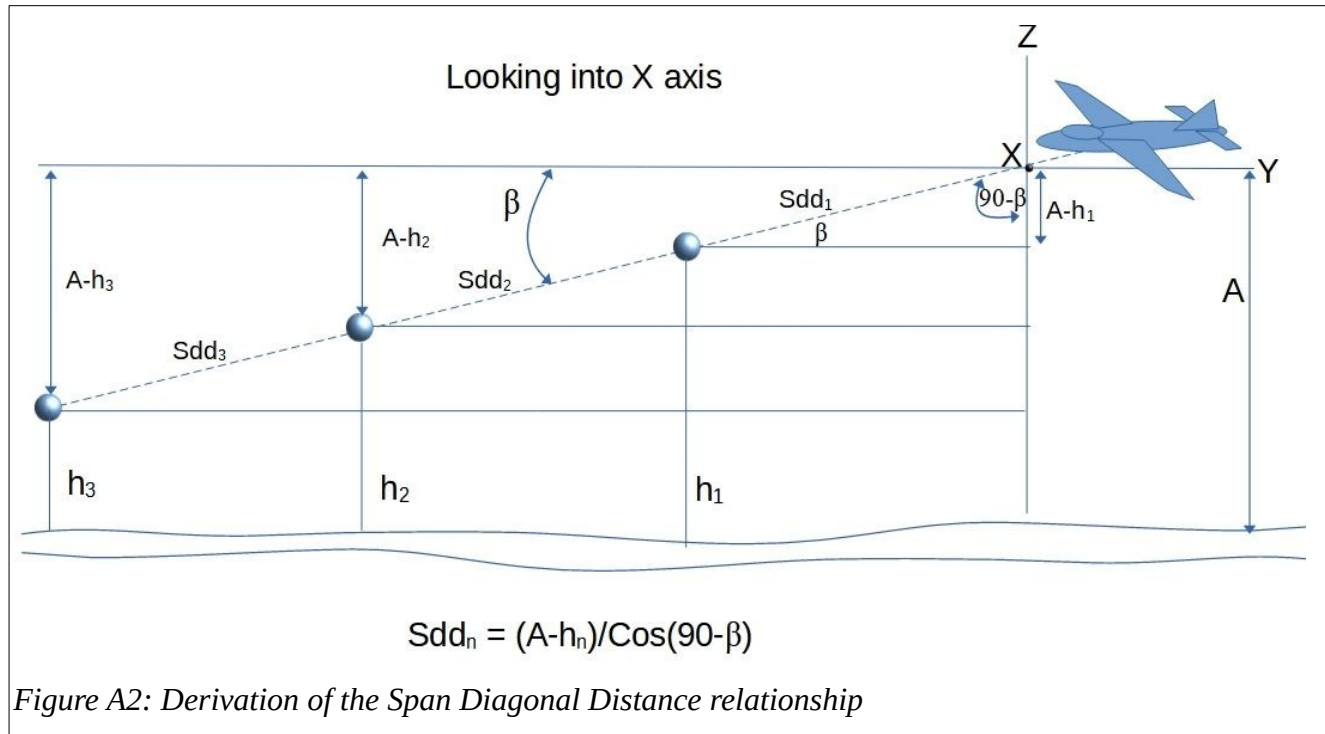 Z
Looking into X axis
X
Y
Sdd₁
90-β
β
A-h₁
A-h₂
β
A-h₃
Sdd₂
A
Sdd₃
h₃
h₂
h₁
Sddₙ = (A-hₙ)/Cos(90-β)
Figure A2: Derivation of the Span Diagonal Distance relationship